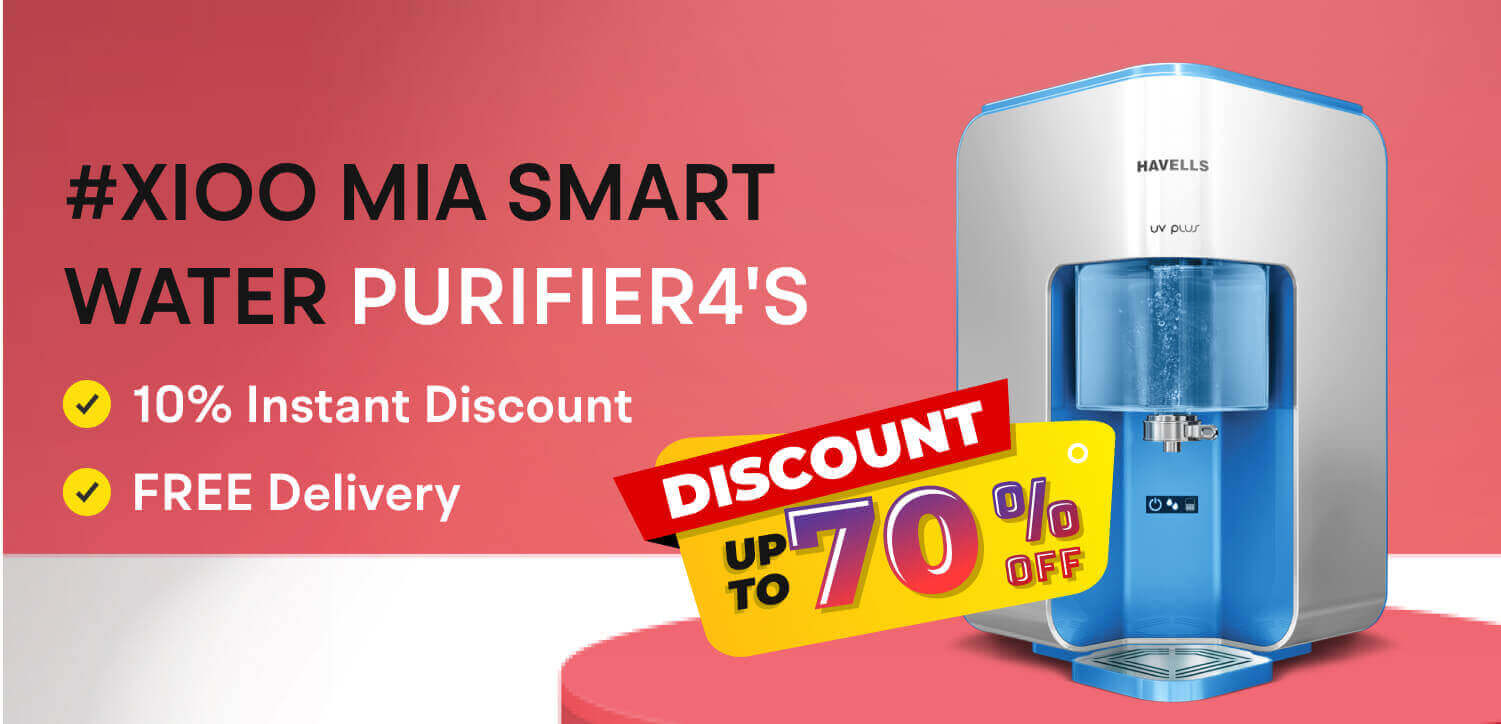 #XIOO MIA SMART
WATER PURIFIER4'S
10% Instant Discount
FREE Delivery
DISCOUNT
UP TO 70% OFF
HAVELLS
UV PLUS